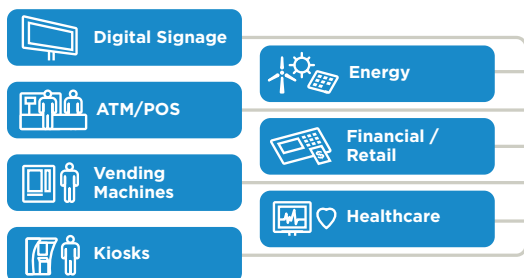 Digital Signage
ATM/POS
Vending
Machines
Kiosks
Energy
Financial /
Retail
Healthcare